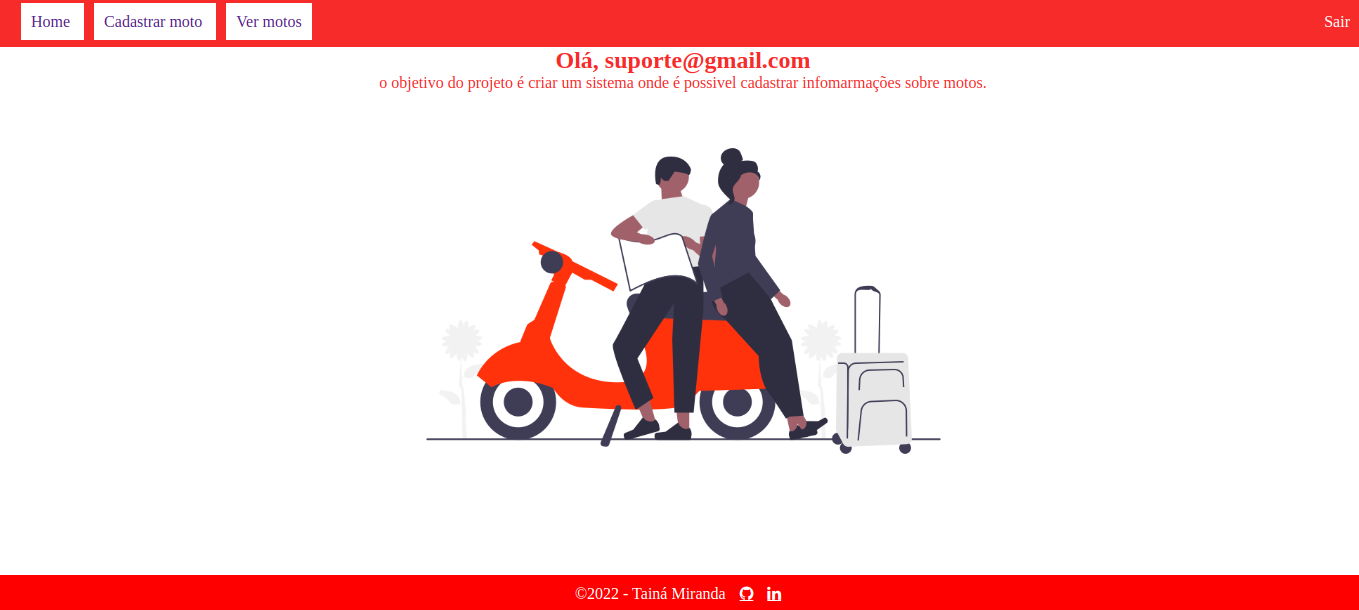 Home Cadastrar moto Ver motos Sair
Olá, suporte@gmail.com
o objetivo do projeto é criar um sistema onde é possivel cadastrar infomarmações sobre motos.
©2022 - Tainá Miranda